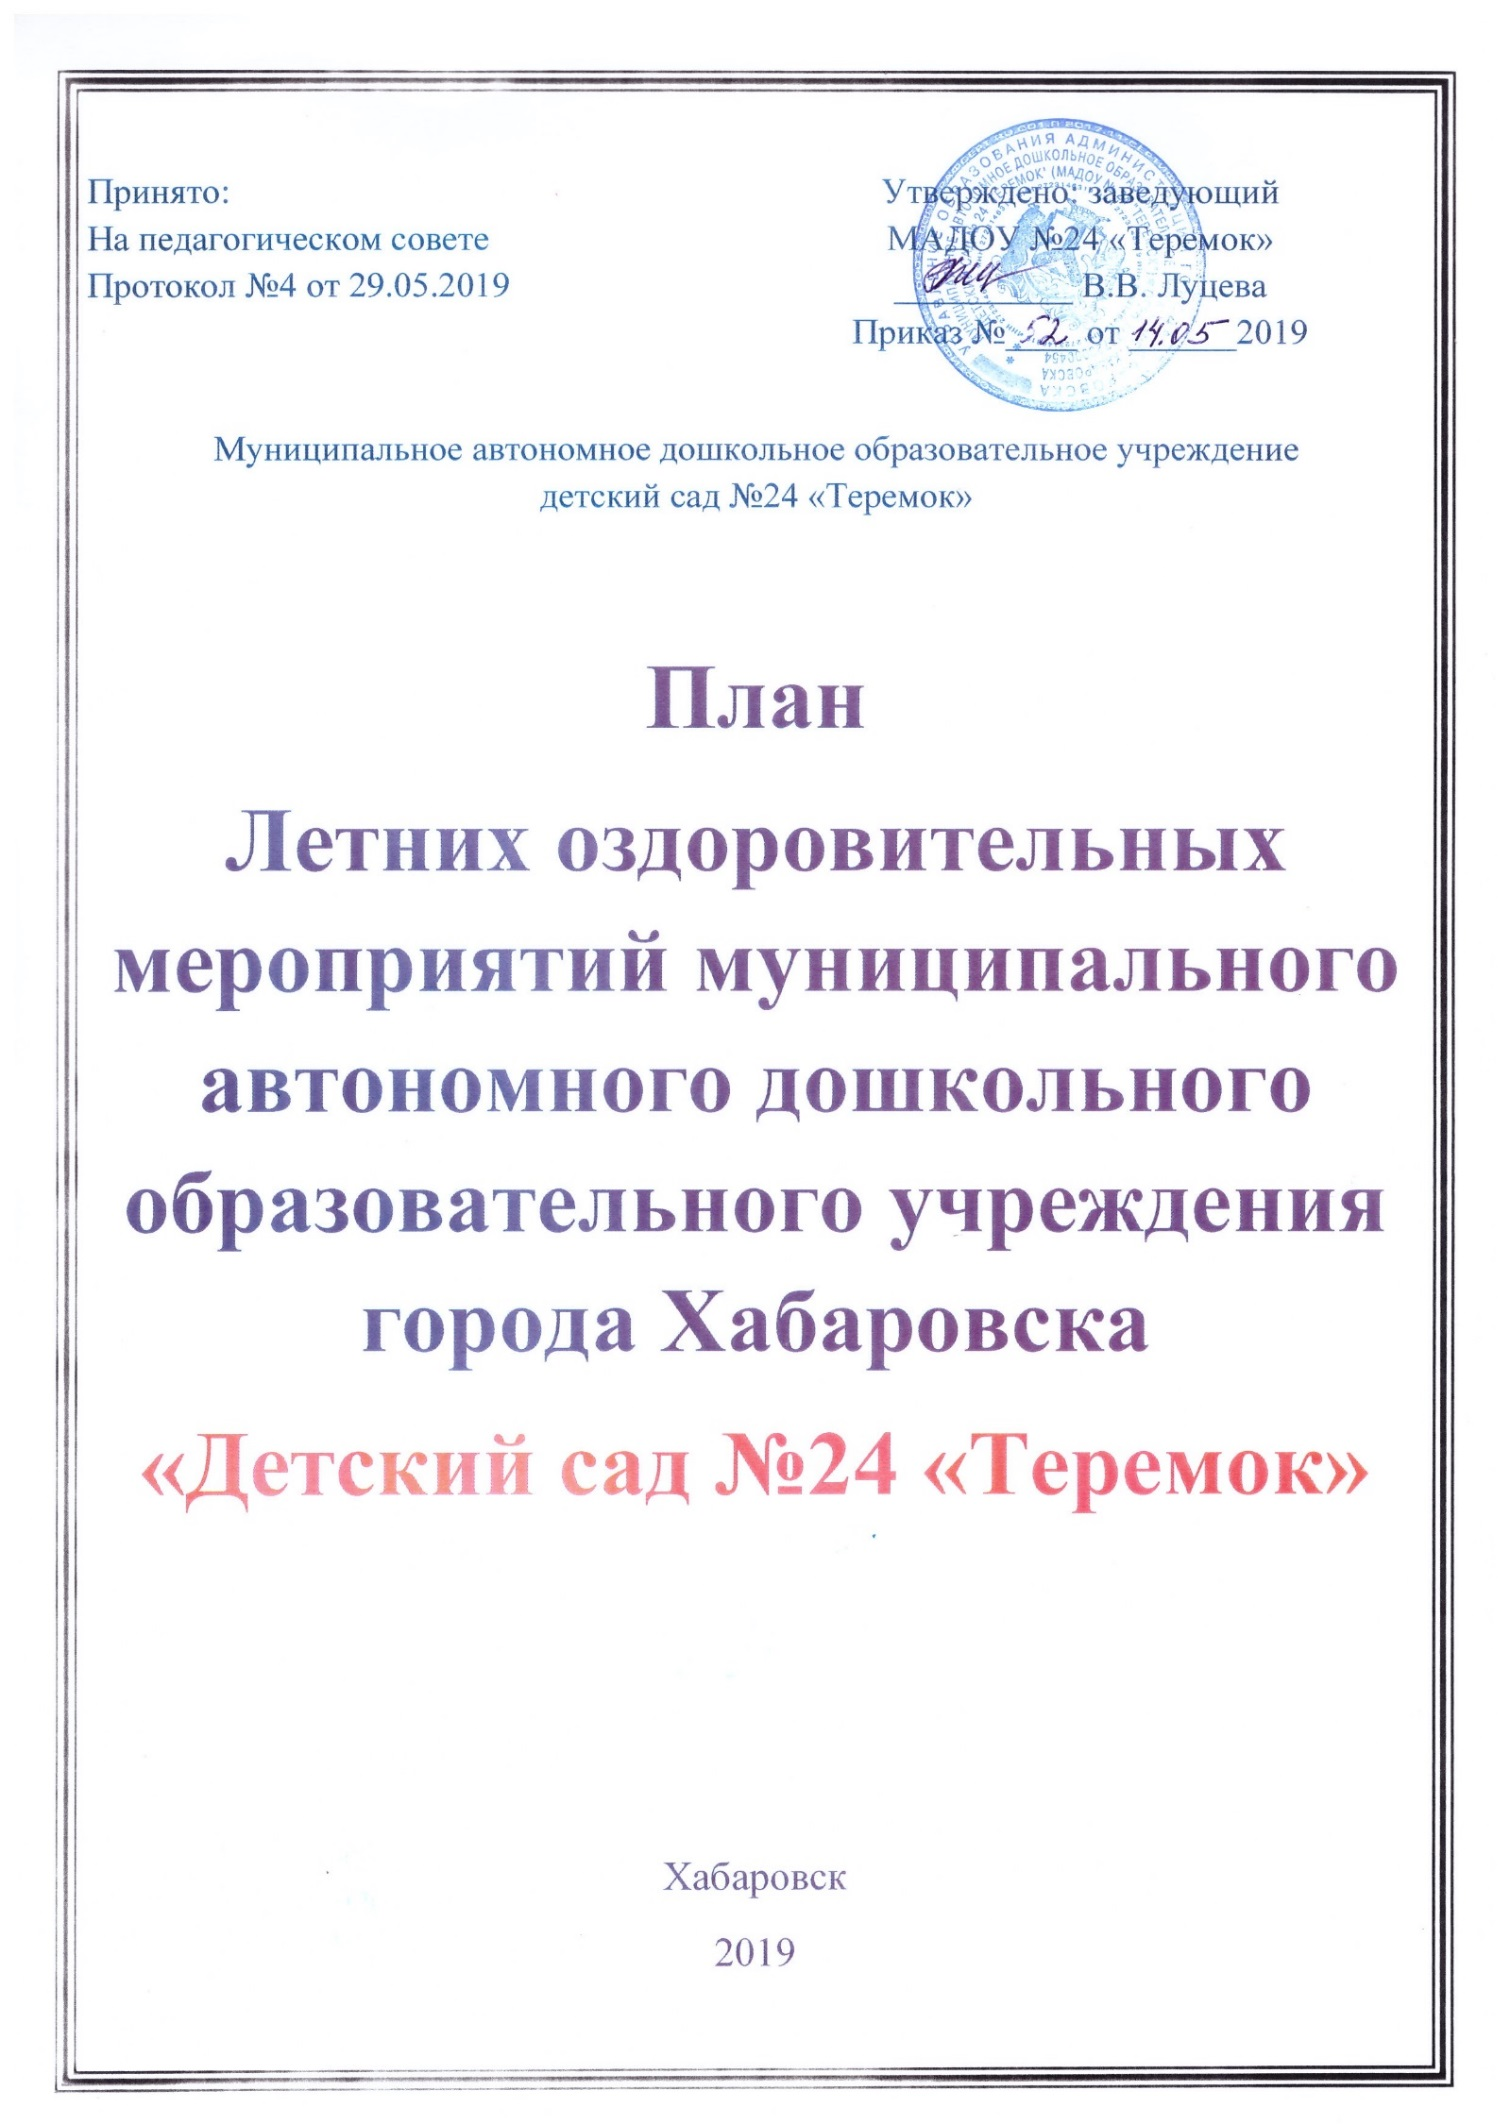 Принято:
На педагогическом совете
Протокол №4 от 29.05.2019
Утверждено: заведующий
МАДОУ №24 «Теремок»
____________ В.В. Луцева
Приказ № 52 от 14.05 2019
Муниципальное автономное дошкольное образовательное учреждение
детский сад №24 «Теремок»
План
Летних оздоровительных
мероприятий муниципального
автономного дошкольного
образовательного учреждения
города Хабаровска
«Детский сад №24 «Теремок»
Хабаровск
2019